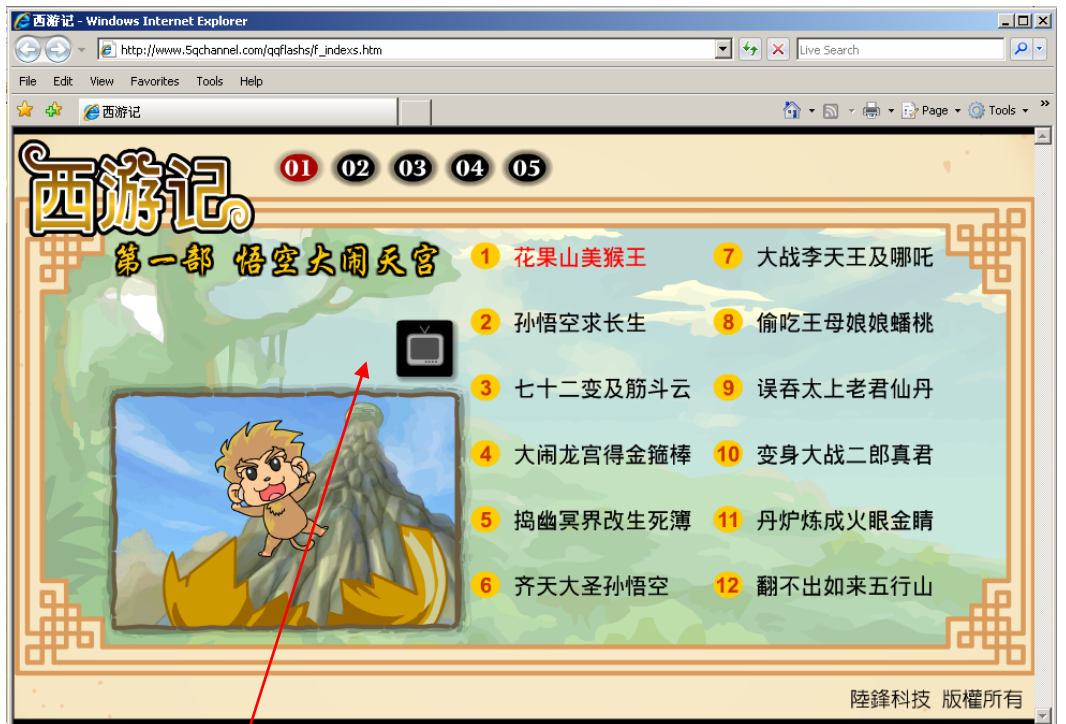 西游记 - Windows Internet Explorer
http://www.5qchannel.com/qqflashs/f_indexs.htm
Live Search
File Edit View Favorites Tools Help
西游记
Page Tools
西游记
01 02 03 04 05
第一部 悟空大闹天宫
1 花果山美猴王
2 孙悟空求长生
3 七十二变及筋斗云
4 大闹龙宫得金箍棒
5 捣幽冥界改生死簿
6 齐天大圣孙悟空
7 大战李天王及哪吒
8 偷吃王母娘娘蟠桃
9 误吞太上老君仙丹
10 变身大战二郎真君
11 丹炉炼成火眼金睛
12 翻不出如来五行山
陸鋒科技 版權所有